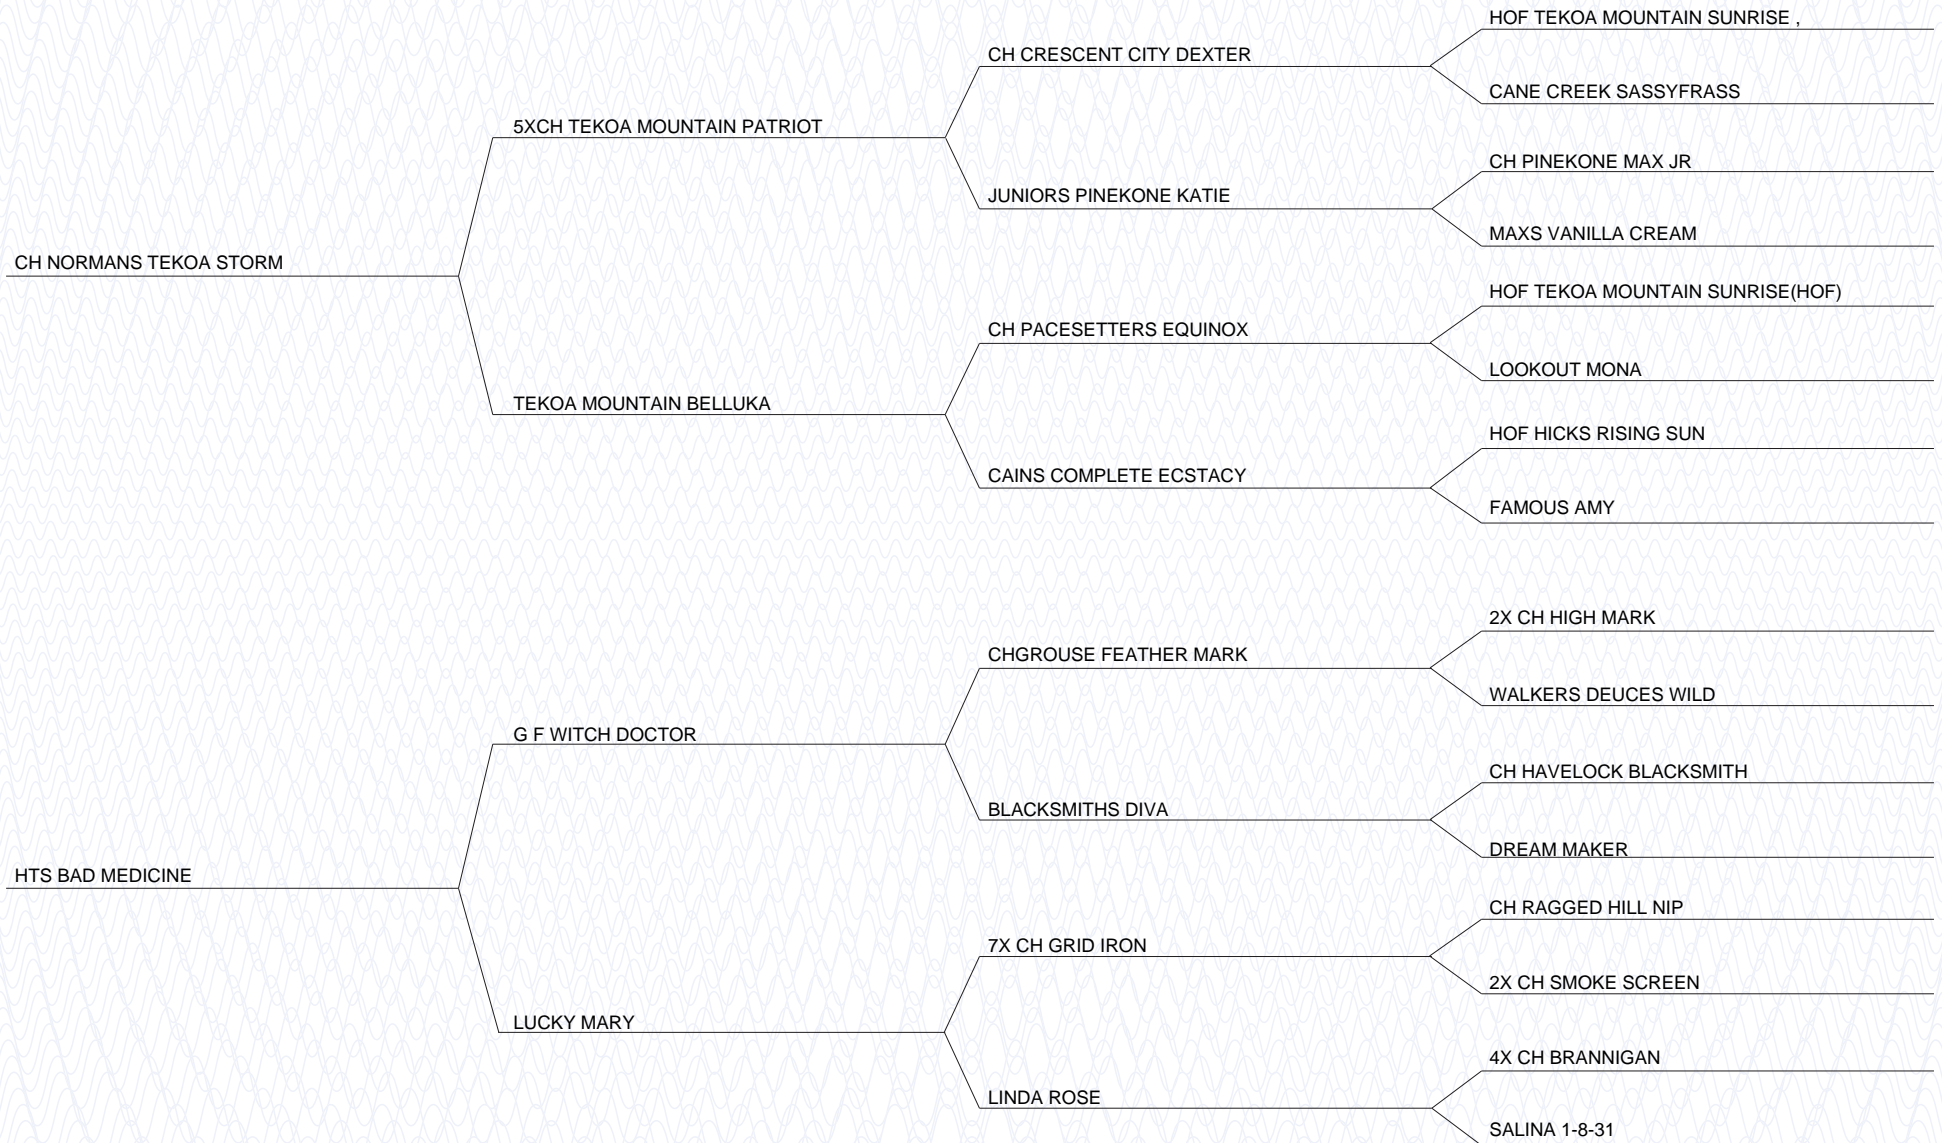 HOF TEKOA MOUNTAIN SUNRISE ,
CH CRESCENT CITY DEXTER
CANE CREEK SASSYFRASS
5XCH TEKOA MOUNTAIN PATRIOT
CH PINEKONE MAX JR
JUNIORS PINEKONE KATIE
MAXS VANILLA CREAM
CH NORMANS TEKOA STORM
HOF TEKOA MOUNTAIN SUNRISE(HOF)
CH PACESETTERS EQUINOX
LOOKOUT MONA
TEKOA MOUNTAIN BELLUKA
HOF HICKS RISING SUN
CAINS COMPLETE ECSTACY
FAMOUS AMY
2X CH HIGH MARK
CHGROUSE FEATHER MARK
WALKERS DEUCES WILD
G F WITCH DOCTOR
CH HAVELOCK BLACKSMITH
BLACKSMITHS DIVA
DREAM MAKER
HTS BAD MEDICINE
CH RAGGED HILL NIP
7X CH GRID IRON
2X CH SMOKE SCREEN
LUCKY MARY
4X CH BRANNIGAN
LINDA ROSE
SALINA 1-8-31